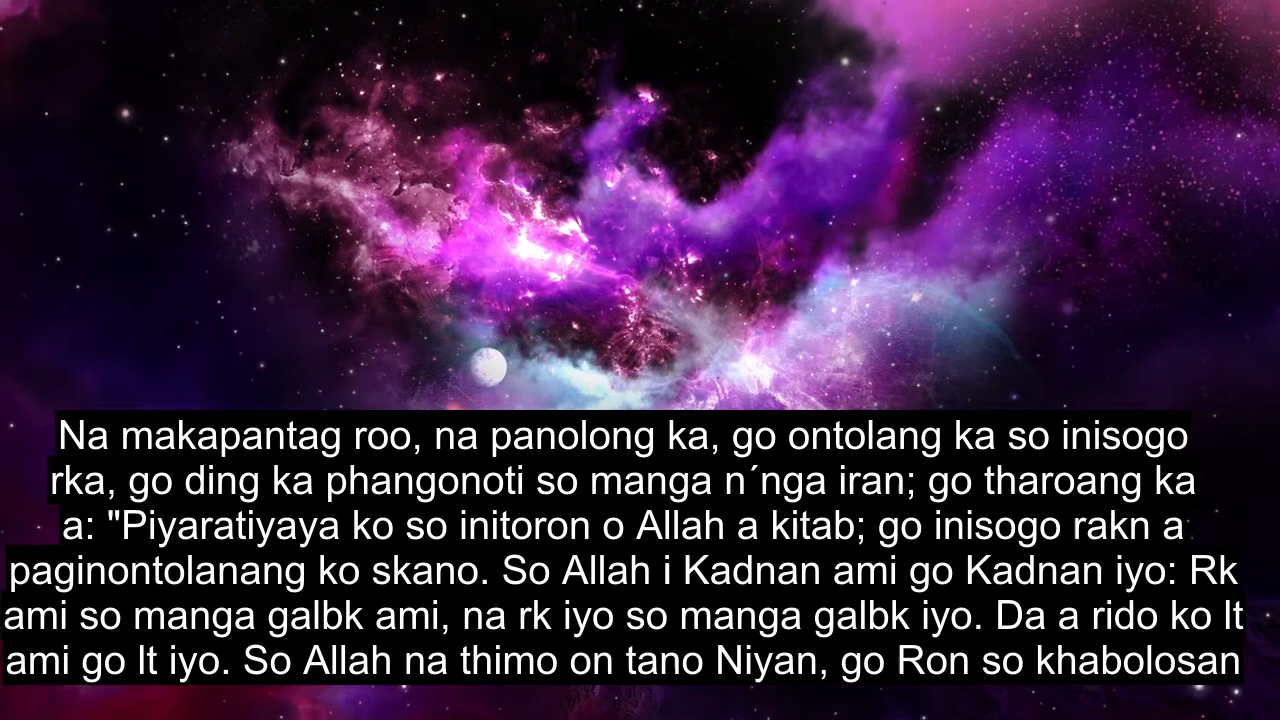 Na makapantag roo, na panolong ka, go ontolang ka so inisogo
rka, go ding ka phangonoti so manga n´nga iran; go tharoang ka
a: "Piyaratiyaya ko so initoron o Allah a kitab; go inisogo rakn a
paginontolanang ko skano. So Allah i Kadnan ami go Kadnan iyo: Rk
ami so manga galbk ami, na rk iyo so manga galbk iyo. Da a rido ko lt
ami go lt iyo. So Allah na thimo on tano Niyan, go Ron so khabolosan